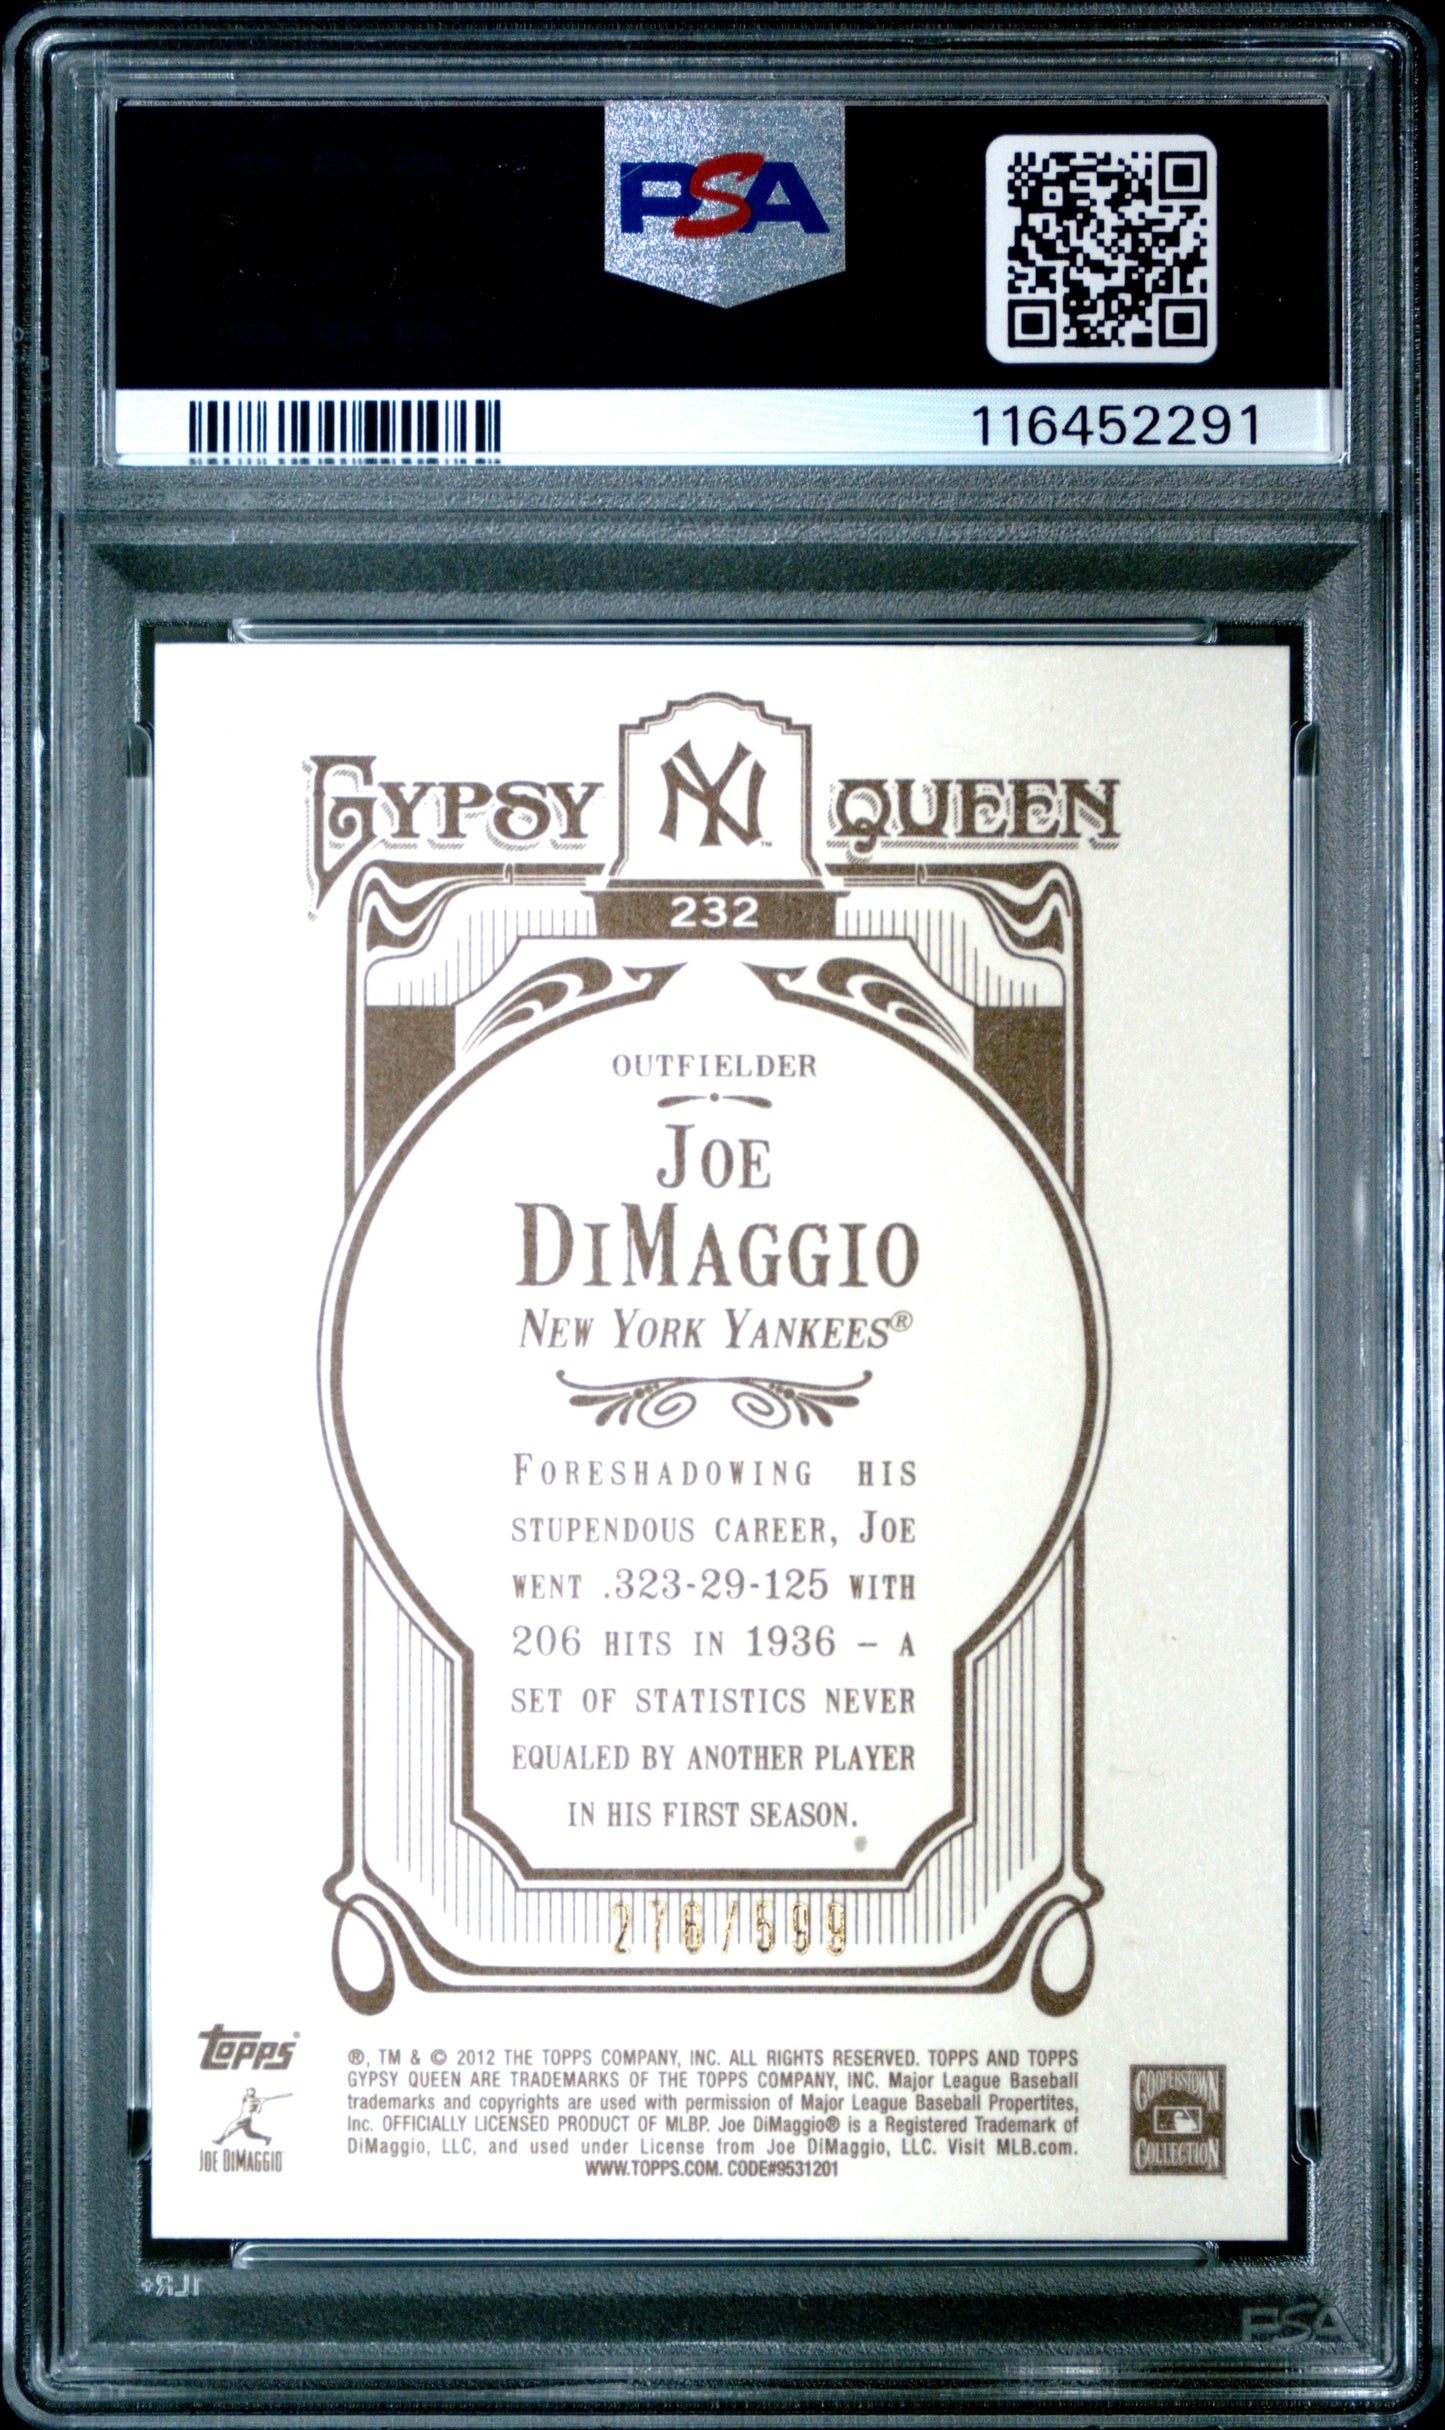 PSA
116452291
GYPSY NY QUEEN
™
232
OUTFIELDER
JOE
DIMAGGIO
NEW YORK YANKEES®
FORESHADOWING HIS
STUPENDOUS CAREER, JOE
WENT .323-29-125 WITH
206 HITS IN 1936 – A
SET OF STATISTICS NEVER
EQUALED BY ANOTHER PLAYER
IN HIS FIRST SEASON.
276/599
Topps®
JOE DIMAGGIO
®, TM & © 2012 THE TOPPS COMPANY, INC. ALL RIGHTS RESERVED. TOPPS AND TOPPS
GYPSY QUEEN ARE TRADEMARKS OF THE TOPPS COMPANY, INC. Major League Baseball
trademarks and copyrights are used with permission of Major League Baseball Propertites,
Inc. OFFICIALLY LICENSED PRODUCT OF MLBP. Joe DiMaggio® is a Registered Trademark of
DiMaggio, LLC, and used under License from Joe DiMaggio, LLC. Visit MLB.com.
WWW.TOPPS.COM. CODE#9531201
COOPERSTOWN
COLLECTION
PSA